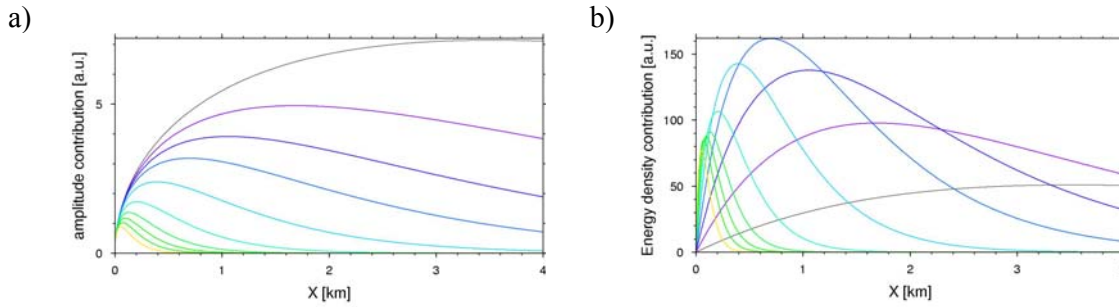 a)
b)
amplitude contribution [a.u.]
5
0
0
1
2
3
4
X [km]
Energy density contribution [a.u.]
150
100
50
0
0
1
2
3
X [km]